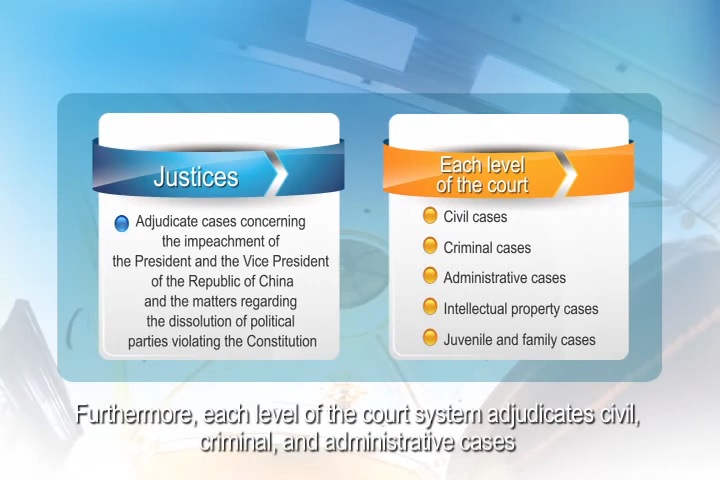 Justices
Adjudicate cases concerning
the impeachment of
the President and the Vice President
of the Republic of China
and the matters regarding
the dissolution of political
parties violating the Constitution
Each level
of the court
Civil cases
Criminal cases
Administrative cases
Intellectual property cases
Juvenile and family cases
Furthermore, each level of the court system adjudicates civil,
criminal, and administrative cases